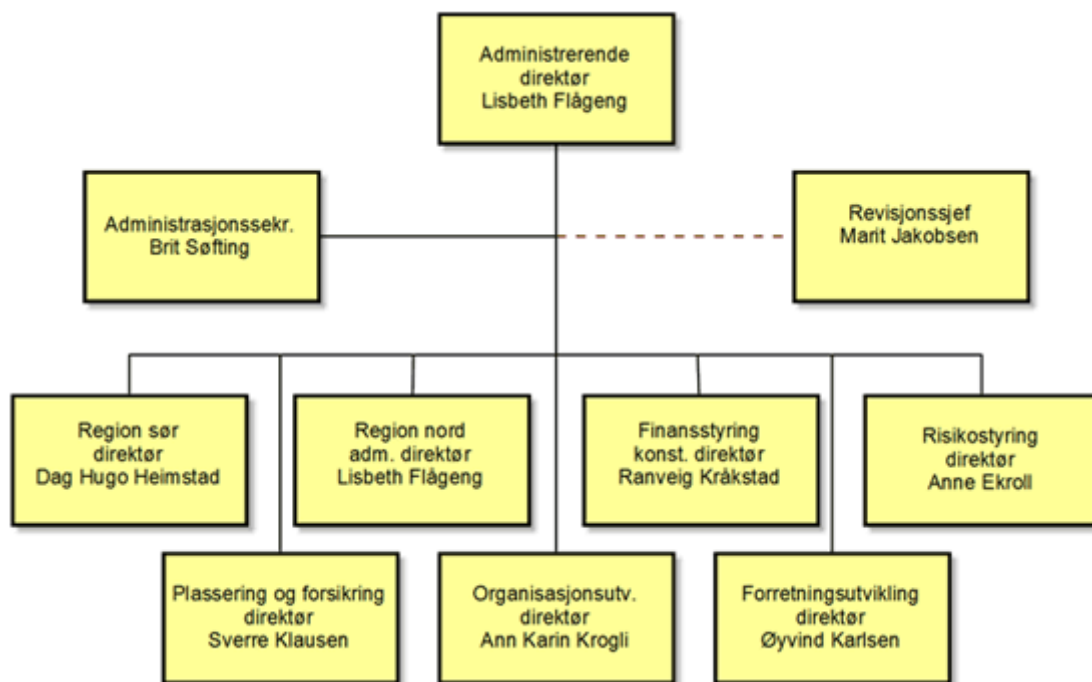 Administrerende
direktør
Lisbeth Flågeng
Administrasjonssekr.
Brit Søfting
Revisjonssjef
Marit Jakobsen
Region sør
direktør
Dag Hugo Heimstad
Region nord
adm. direktør
Lisbeth Flågeng
Finansstyring
konst. direktør
Ranveig Kråkstad
Risikostyring
direktør
Anne Ekroll
Plassering og forsikring
direktør
Sverre Klausen
Organisasjonsutv.
direktør
Ann Karin Krogli
Forretningsutvikling
direktør
Øyvind Karlsen